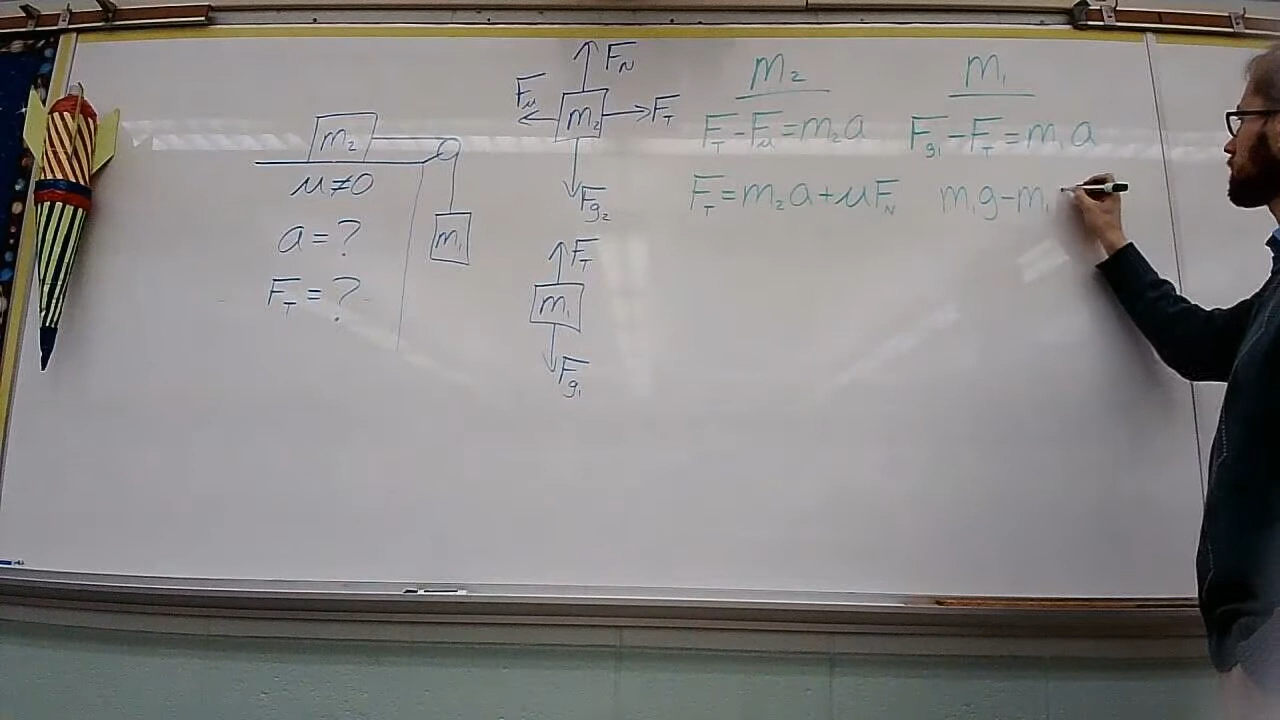 m₂
μ≠0
a=?
F_T=?
m₁
F_N
F_μ
m₂
F_T
F_g₂
F_T
m₁
F_g₁
m₂
F_T-F_μ=m₂a
F_T=m₂a+μF_N
m₁
F_g₁-F_T=m₁a
m₁g-m₁